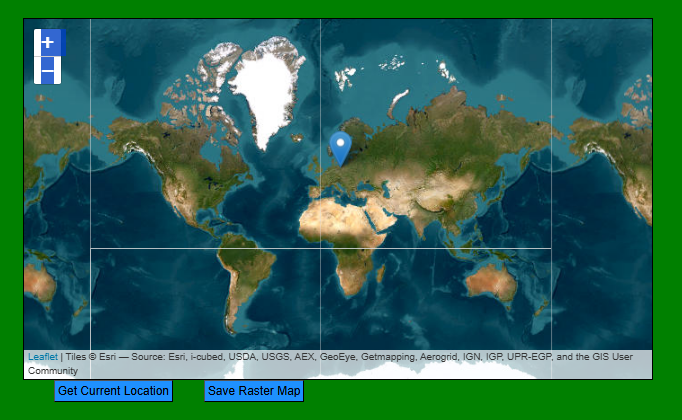 +
−
Leaflet | Tiles © Esri — Source: Esri, i-cubed, USDA, USGS, AEX, GeoEye, Getmapping, Aerogrid, IGN, IGP, UPR-EGP, and the GIS User
Community
Get Current Location Save Raster Map